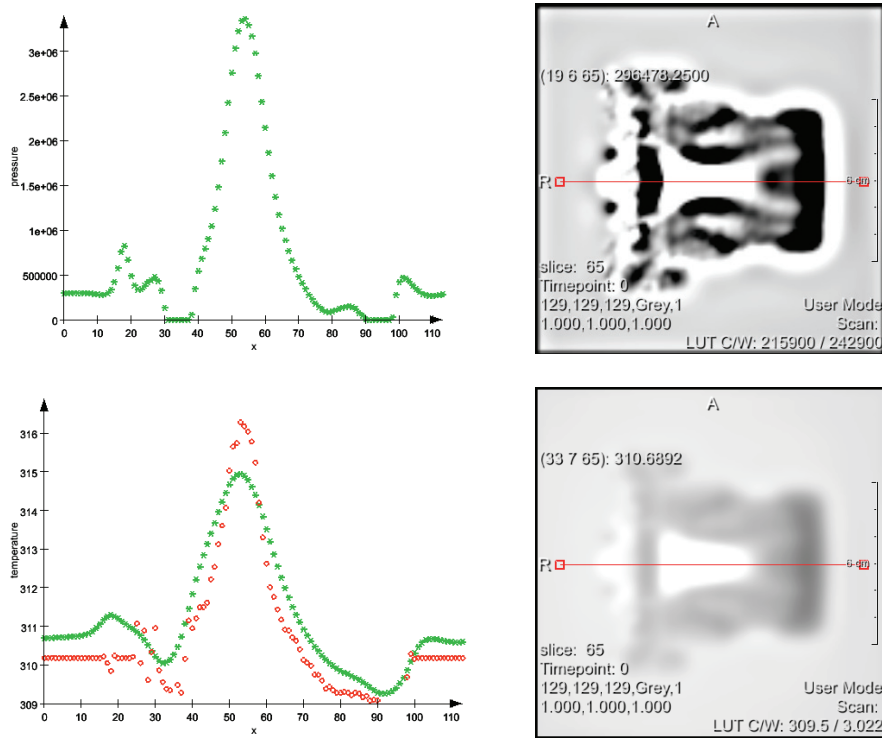 3e+06
2.5e+06
2e+06
1.5e+06
1e+06
500000
pressure
0 10 20 30 40 50 60 70 80 90 100 110
x
A
(19 6 65): 296478.2500
R
6 cm
slice: 65
Timepoint: 0
129,129,129,Grey,1
User Mode
1.000,1.000,1.000
Scan:
LUT C/W: 215900 / 242900
316
315
314
313
312
311
310
309
temperature
0 10 20 30 40 50 60 70 80 90 100 110
x
A
(33 7 65): 310.6892
R
6 cm
slice: 65
Timepoint: 0
129,129,129,Grey,1
User Mode
1.000,1.000,1.000
Scan:
LUT C/W: 309.5 / 3.022